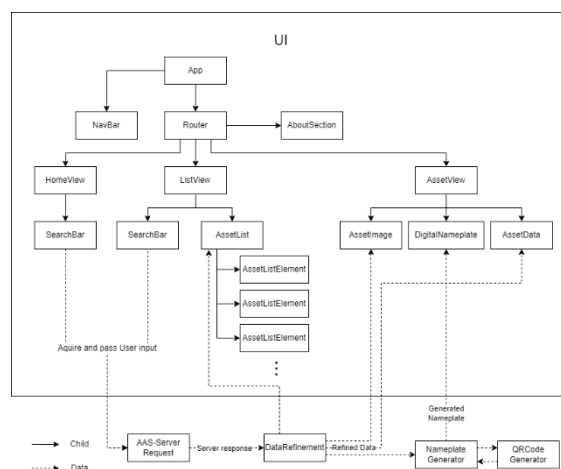 UI
App
NavBar
Router
AboutSection
HomeView
ListView
AssetView
SearchBar
SearchBar
AssetList
AssetImage
DigitalNameplate
AssetData
AssetListElement
AssetListElement
AssetListElement
Aquire and pass User input
Generated
Nameplate
Child
Data
AAS-Server
Request
Server response
DataRefinement
Refined Data
Nameplate
Generator
QRCode
Generator